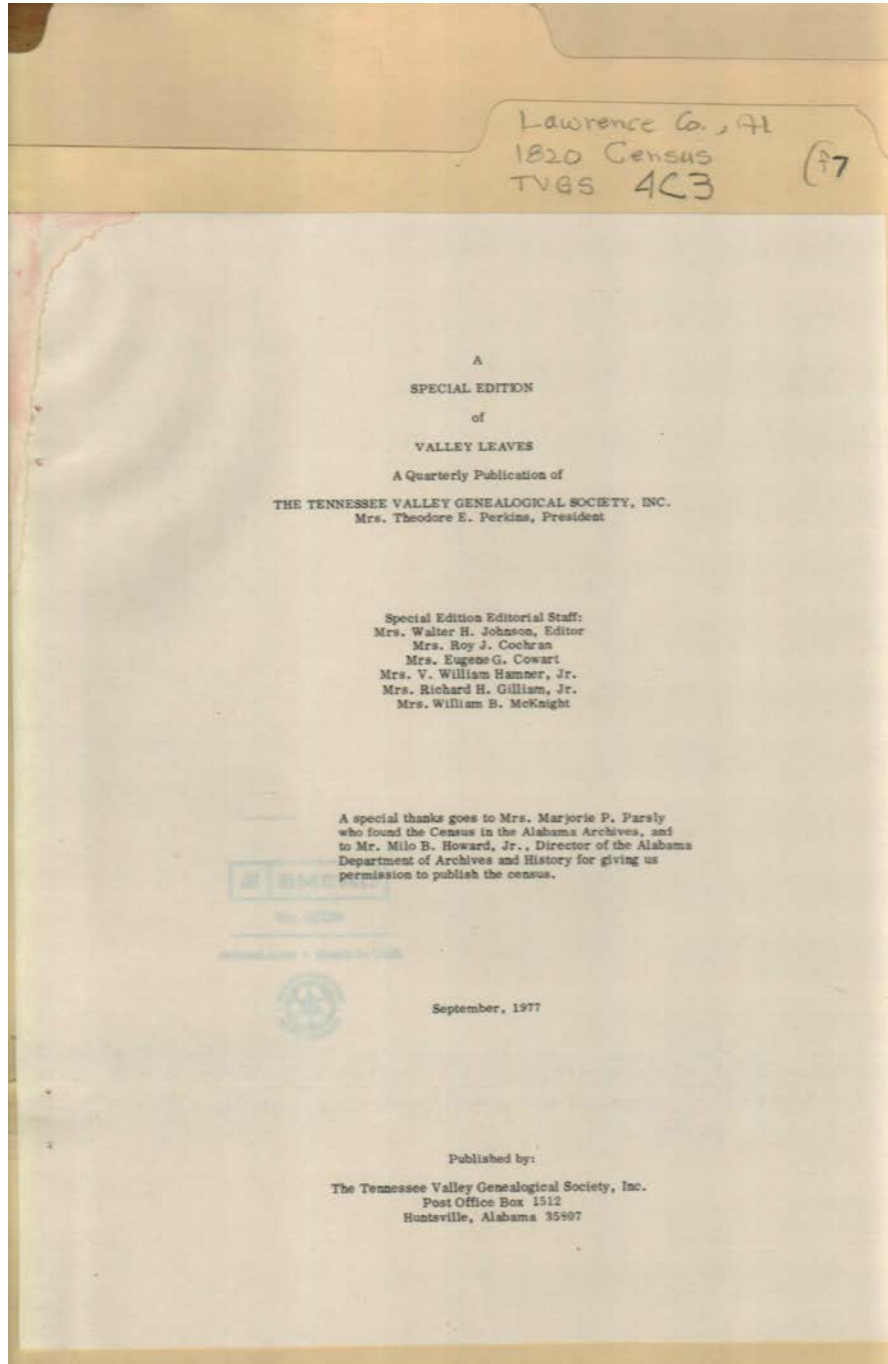 Lawrence Co., Al
1820 Census
TVGS 4C3
A
SPECIAL EDITION
of
VALLEY LEAVES
A Quarterly Publication of
THE TENNESSEE VALLEY GENEALOGICAL SOCIETY, INC.
Mrs. Theodore E. Perkins, President
Special Edition Editorial Staff:
Mrs. Walter H. Johnson, Editor
Mrs. Roy J. Cochran
Mrs. Eugene G. Cowart
Mrs. V. William Hamner, Jr.
Mrs. Richard H. Gilliam, Jr.
Mrs. William B. McKnight
A special thanks goes to Mrs. Marjorie P. Parsly
who found the Census in the Alabama Archives, and
to Mr. Milo B. Howard, Jr., Director of the Alabama
Department of Archives and History for giving us
permission to publish the census.
September, 1977
Published by:
The Tennessee Valley Genealogical Society, Inc.
Post Office Box 1512
Huntsville, Alabama 35807